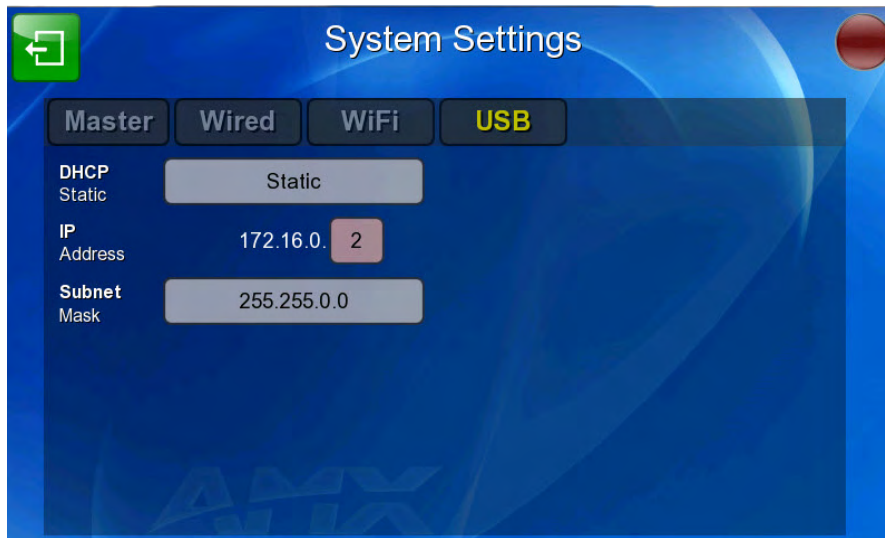 System Settings
Master Wired WiFi USB
DHCP
Static
Static
IP
Address
172.16.0. 2
Subnet
Mask
255.255.0.0
AMX